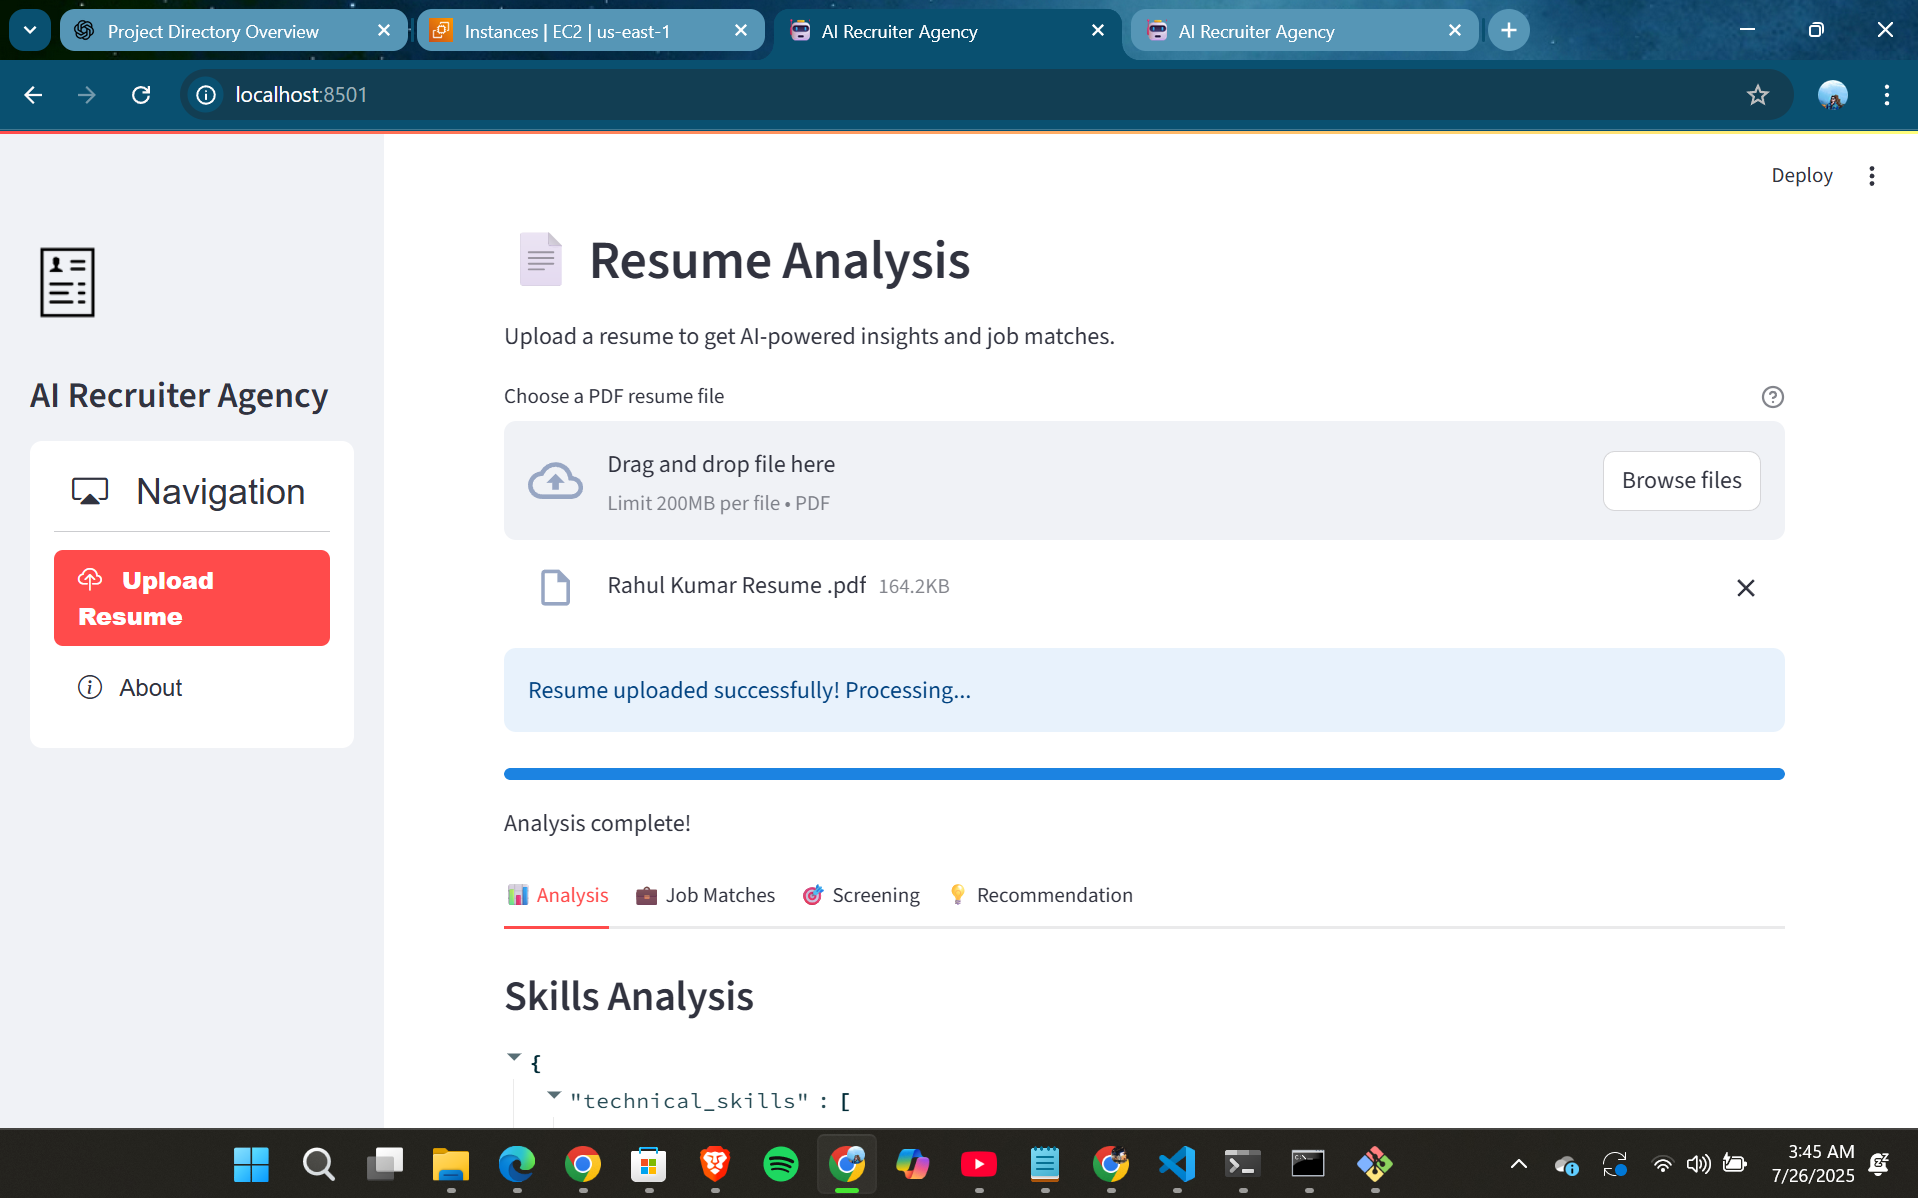 Project Directory Overview
Instances | EC2 | us-east-1
AI Recruiter Agency
AI Recruiter Agency
localhost:8501
Deploy
AI Recruiter Agency
Navigation
Upload
Resume
About
Resume Analysis
Upload a resume to get AI-powered insights and job matches.
Choose a PDF resume file
Drag and drop file here
Limit 200MB per file • PDF
Browse files
Rahul Kumar Resume .pdf 164.2KB
Resume uploaded successfully! Processing...
Analysis complete!
Analysis
Job Matches
Screening
Recommendation
Skills Analysis
{
"technical_skills" : [
3:45 AM
7/26/2025